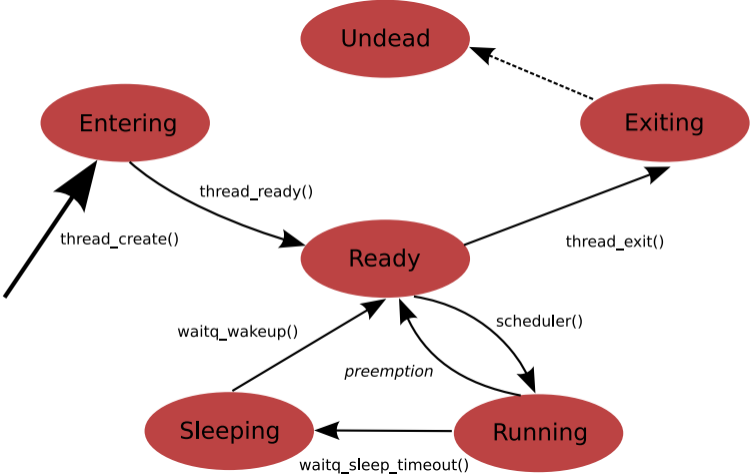 Undead
Entering
Exiting
thread_ready()
thread_create()
thread_exit()
Ready
scheduler()
waitq_wakeup()
preemption
Sleeping
Running
waitq_sleep_timeout()